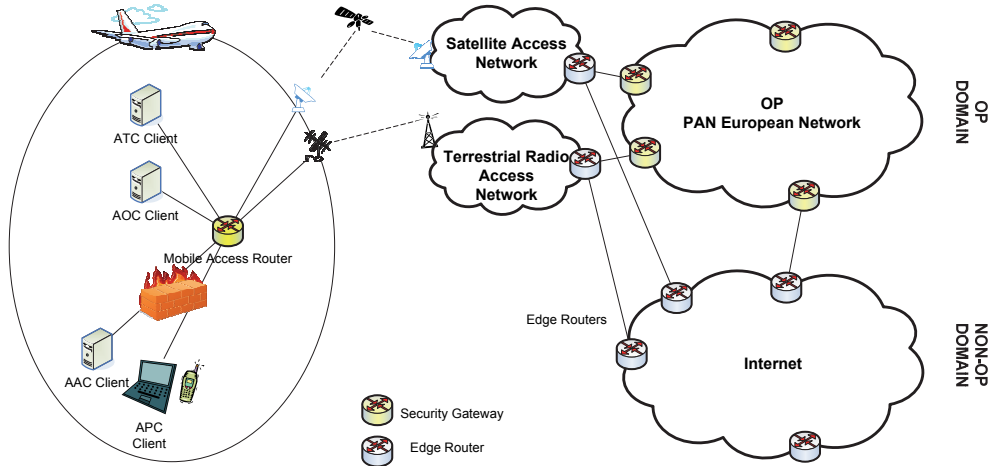 ATC Client
AOC Client
Mobile Access Router
AAC Client
APC
Client
Satellite Access
Network
Terrestrial Radio
Access
Network
OP
PAN European Network
OP
DOMAIN
Edge Routers
Internet
NON-OP
DOMAIN
Security Gateway
Edge Router